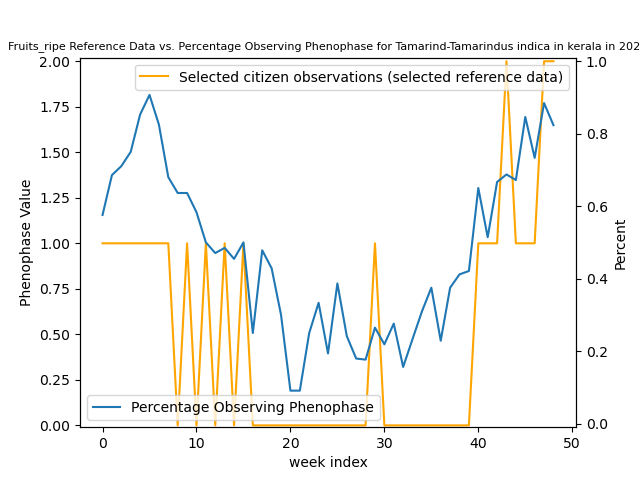 Fruits_ripe Reference Data vs. Percentage Observing Phenophase for Tamarind-Tamarindus indica in kerala in 202
Selected citizen observations (selected reference data)
Percentage Observing Phenophase
Phenophase Value
2.00
1.75
1.50
1.25
1.00
0.75
0.50
0.25
0.00
Percent
1.0
0.8
0.6
0.4
0.2
0.0
0 10 20 30 40 50
week index